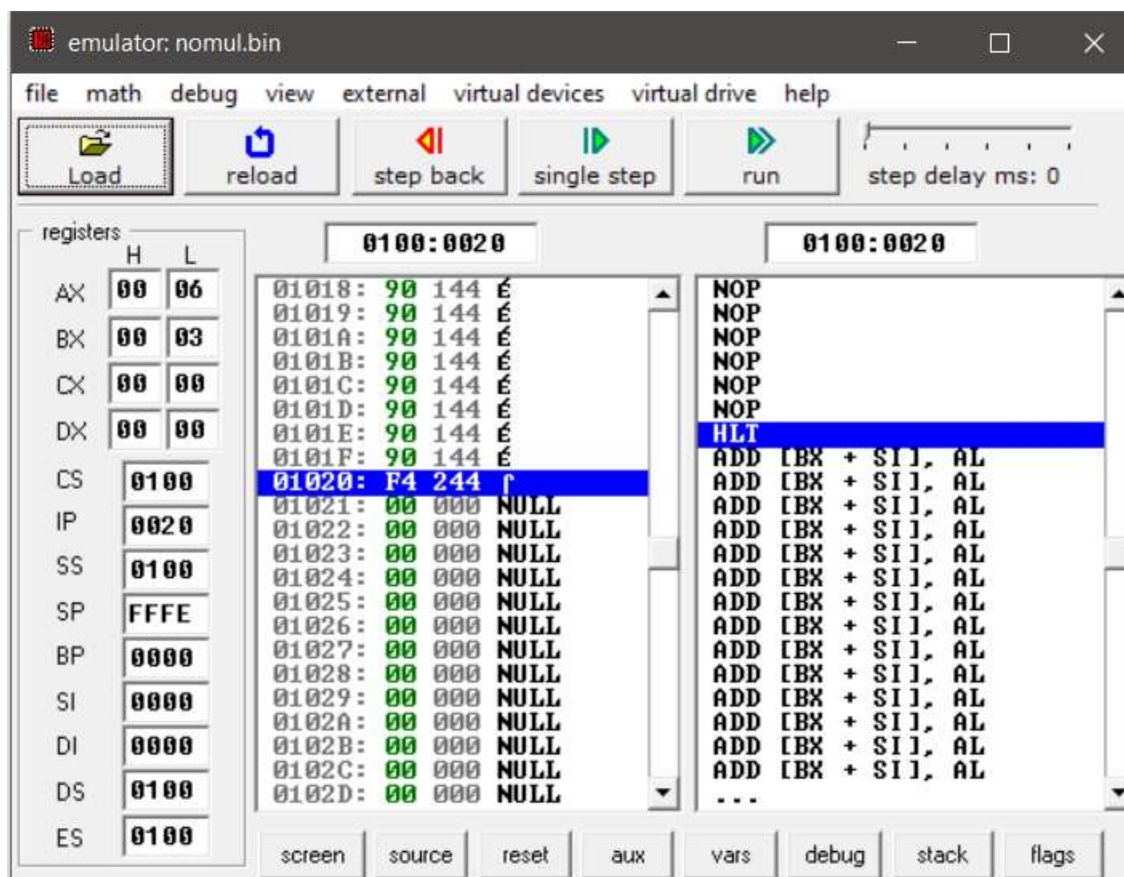 emulator: nomul.bin
file math debug view external virtual devices virtual drive help
Load reload step back single step run step delay ms: 0
registers
H L
AX 00 06
BX 00 03
CX 00 00
DX 00 00
CS 0100
IP 0020
SS 0100
SP FFFE
BP 0000
SI 0000
DI 0000
DS 0100
ES 0100
0100:0020
01018: 90 144 É
01019: 90 144 É
0101A: 90 144 É
0101B: 90 144 É
0101C: 90 144 É
0101D: 90 144 É
0101E: 90 144 É
0101F: 90 144 É
01020: F4 244 ⌠
01021: 00 000 NULL
01022: 00 000 NULL
01023: 00 000 NULL
01024: 00 000 NULL
01025: 00 000 NULL
01026: 00 000 NULL
01027: 00 000 NULL
01028: 00 000 NULL
01029: 00 000 NULL
0102A: 00 000 NULL
0102B: 00 000 NULL
0102C: 00 000 NULL
0102D: 00 000 NULL
0100:0020
NOP
NOP
NOP
NOP
NOP
NOP
HLT
ADD [BX + SI], AL
ADD [BX + SI], AL
ADD [BX + SI], AL
ADD [BX + SI], AL
ADD [BX + SI], AL
ADD [BX + SI], AL
ADD [BX + SI], AL
ADD [BX + SI], AL
ADD [BX + SI], AL
ADD [BX + SI], AL
ADD [BX + SI], AL
ADD [BX + SI], AL
ADD [BX + SI], AL
ADD [BX + SI], AL
...
screen source reset aux vars debug stack flags